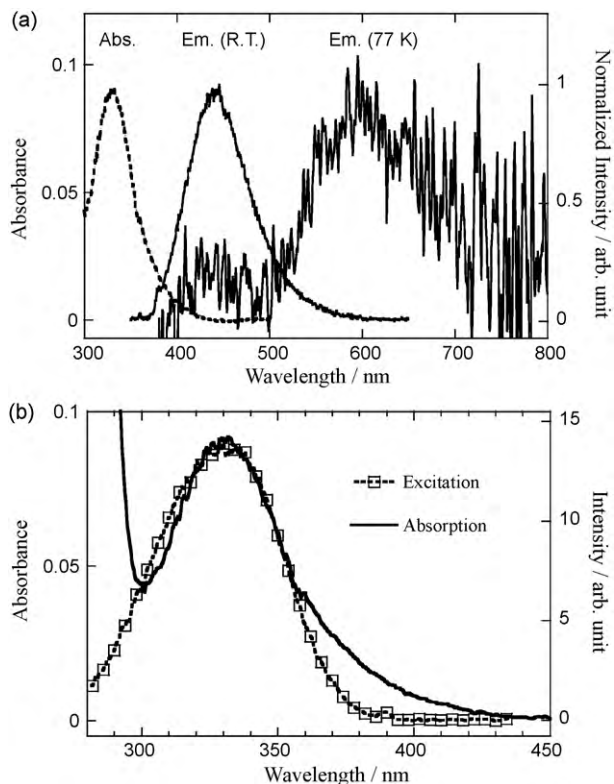 (a)
Abs. Em. (R.T.) Em. (77 K)
0.1
0.05
0
Absorbance
1
0.5
0
Normalized Intensity / arb. unit
300 400 500 600 700 800
Wavelength / nm
(b)
0.1
0.05
0
Absorbance
Excitation
Absorption
15
10
5
0
Intensity / arb. unit
300 350 400 450
Wavelength / nm